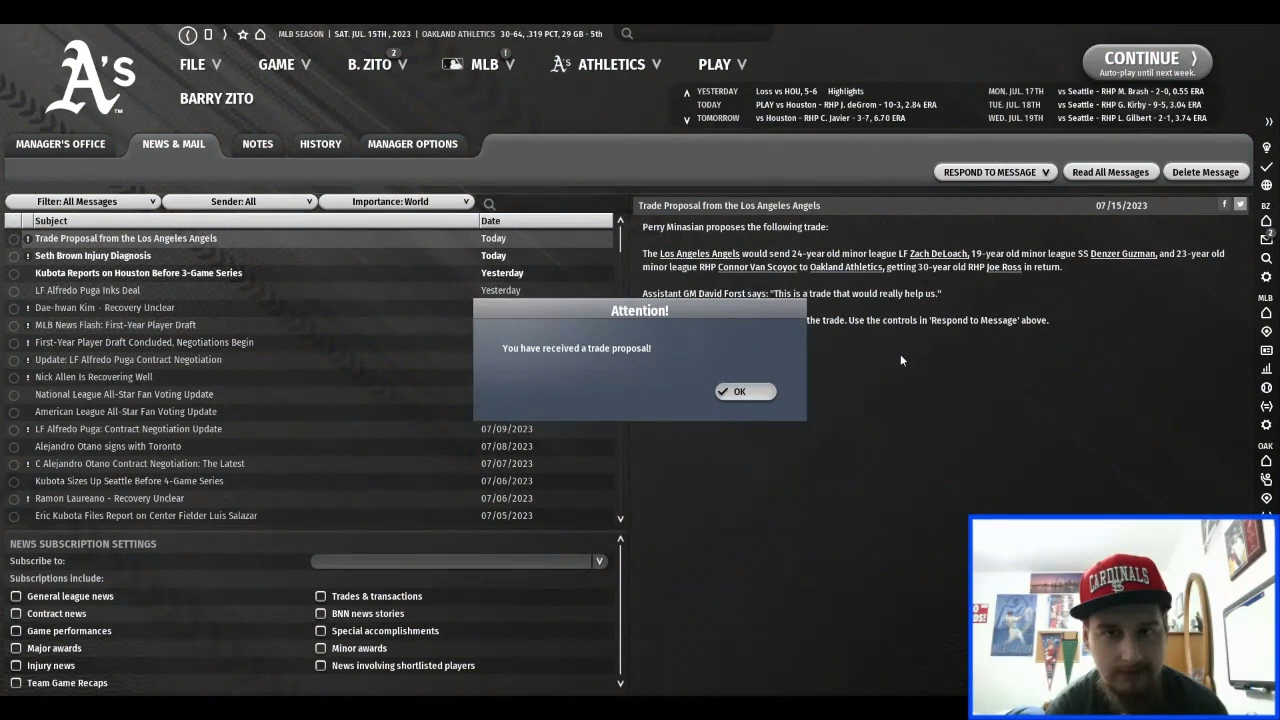 MLB SEASON | SAT. JUL. 15TH , 2023 | OAKLAND ATHLETICS 30-64, .319 PCT, 29 GB - 5th
A's
TM
FILE
GAME
B. ZITO
2
MLB
!
A's ATHLETICS
PLAY
CONTINUE
Auto-play until next week.
BARRY ZITO
YESTERDAY Loss vs HOU, 5-6 Highlights
TODAY PLAY vs Houston - RHP J. deGrom - 10-3, 2.84 ERA
TOMORROW vs Houston - RHP C. Javier - 3-7, 6.70 ERA
MON. JUL. 17TH vs Seattle - RHP M. Brash - 2-0, 0.55 ERA
TUE. JUL. 18TH vs Seattle - RHP G. Kirby - 9-5, 3.04 ERA
WED. JUL. 19TH vs Seattle - RHP L. Gilbert - 2-1, 3.74 ERA
MANAGER'S OFFICE
NEWS & MAIL
NOTES
HISTORY
MANAGER OPTIONS
RESPOND TO MESSAGE
Read All Messages
Delete Message
Filter: All Messages
Sender: All
Importance: World
Subject Date
! Trade Proposal from the Los Angeles Angels Today
! Seth Brown Injury Diagnosis Today
Kubota Reports on Houston Before 3-Game Series Yesterday
LF Alfredo Puga Inks Deal Yesterday
! Dae-hwan Kim - Recovery Unclear
! MLB News Flash: First-Year Player Draft
! First-Year Player Draft Concluded, Negotiations Begin
! Update: LF Alfredo Puga Contract Negotiation
! Nick Allen Is Recovering Well
National League All-Star Fan Voting Update
American League All-Star Fan Voting Update
! LF Alfredo Puga: Contract Negotiation Update 07/09/2023
Alejandro Otano signs with Toronto 07/08/2023
! C Alejandro Otano Contract Negotiation: The Latest 07/07/2023
Kubota Sizes Up Seattle Before 4-Game Series 07/06/2023
! Ramon Laureano - Recovery Unclear 07/06/2023
Eric Kubota Files Report on Center Fielder Luis Salazar 07/05/2023
Trade Proposal from the Los Angeles Angels 07/15/2023 f
Perry Minasian proposes the following trade:
The Los Angeles Angels would send 24-year old minor league LF Zach DeLoach, 19-year old minor league SS Denzer Guzman, and 23-year
old minor league RHP Connor Van Scoyoc to Oakland Athletics, getting 30-year old RHP Joe Ross in return.
Assistant GM David Forst says: "This is a trade that would really help us."
the trade. Use the controls in 'Respond to Message' above.
Attention!
You have received a trade proposal!
OK
NEWS SUBSCRIPTION SETTINGS
Subscribe to:
Subscriptions include:
General league news
Trades & transactions
Contract news
BNN news stories
Game performances
Special accomplishments
Major awards
Minor awards
Injury news
News involving shortlisted players
Team Game Recaps
BZ
2
MLB
OAK
CARDINALS